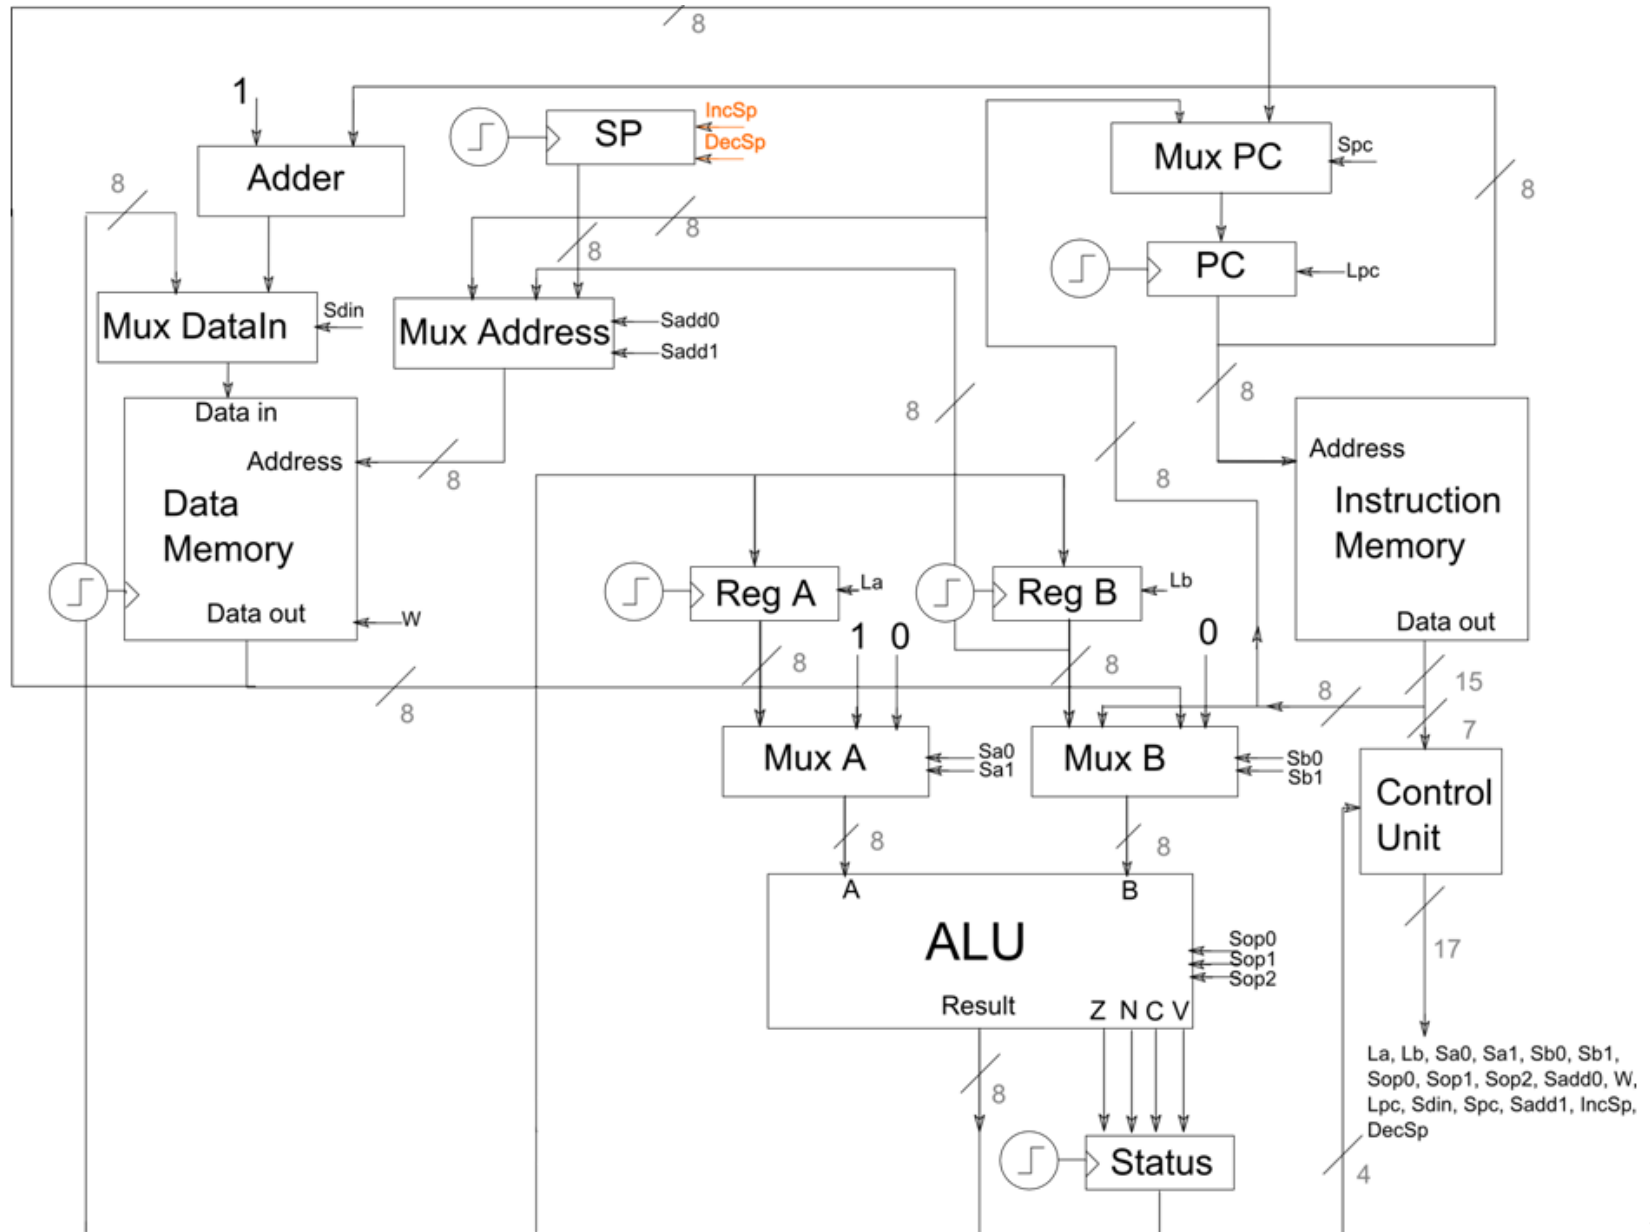 8
1
IncSp
SP
DecSp
Mux PC
Spc
Adder
8
8
8
8
PC
Lpc
Mux DataIn
Sdin
Mux Address
Sadd0
Sadd1
8
8
Data in
Address
8
Data
Memory
Data out
W
Address
Instruction
Memory
Data out
8
Reg A
La
Reg B
Lb
1 0
0
8
8
8
8
15
7
Mux A
Sa0
Sa1
Mux B
Sb0
Sb1
Control
Unit
8
8
A
B
ALU
Sop0
Sop1
Sop2
Result
Z N C V
17
8
La, Lb, Sa0, Sa1, Sb0, Sb1,
Sop0, Sop1, Sop2, Sadd0, W,
Lpc, Sdin, Spc, Sadd1, IncSp,
DecSp
Status
4